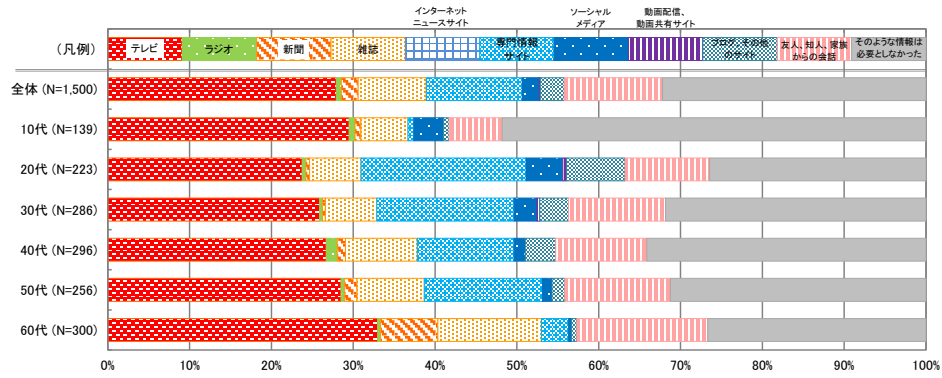 インターネット
ニュースサイト
ソーシャル
メディア
動画配信、
動画共有サイト
(凡例)
テレビ
ラジオ
新聞
雑誌
専門情報
サイト
ブログ、その他
のサイト
友人、知人、家族
からの会話
そのような情報は
必要としなかった
全体 (N=1,500)
10代 (N=139)
20代 (N=223)
30代 (N=286)
40代 (N=296)
50代 (N=256)
60代 (N=300)
0%
10%
20%
30%
40%
50%
60%
70%
80%
90%
100%